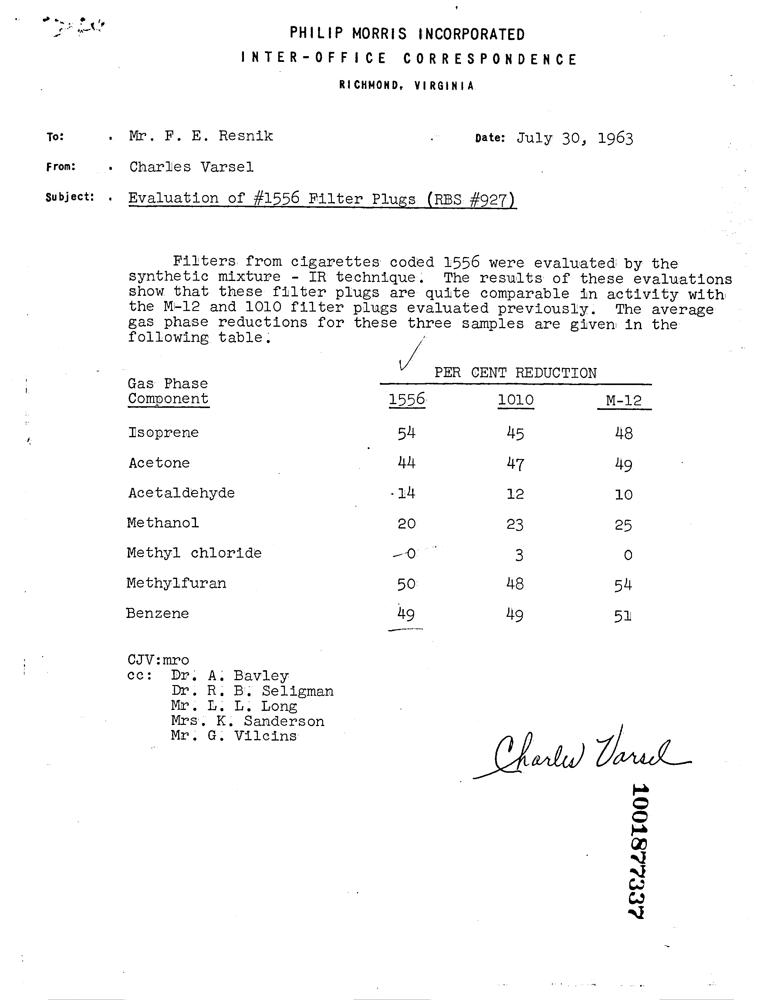 PHILIP MORRIS INCORPORATED
INTER-OFFICE CORRESPONDENCE
RICHMOND, VIRGINIA
To: . Mr. F. E. Resnik Date: July 30, 1963
From: . Charles Varsel
Subject: . Evaluation of #1556 Filter Plugs (RBS #927)
Filters from cigarettes coded 1556 were evaluated by the
synthetic mixture - IR technique. The results of these evaluations
show that these filter plugs are quite comparable in activity with
the M-12 and 1010 filter plugs evaluated previously. The average
gas phase reductions for these three samples are given in the
following table.
PER CENT REDUCTION
Gas Phase
Component 1556 1010 M-12
Isoprene 54 45 48
Acetone 44 47 49
Acetaldehyde 14 12 10
Methanol 20 23 25
Methyl chloride 0 3 0
Methylfuran 50 48 54
Benzene 49 49 51
CJV:mro
cc: Dr. A. Bavley
Dr. R. B. Seligman
Mr. L. L. Long
Mrs. K. Sanderson
Mr. G. Vilcins
Charles Varsel
1001877337